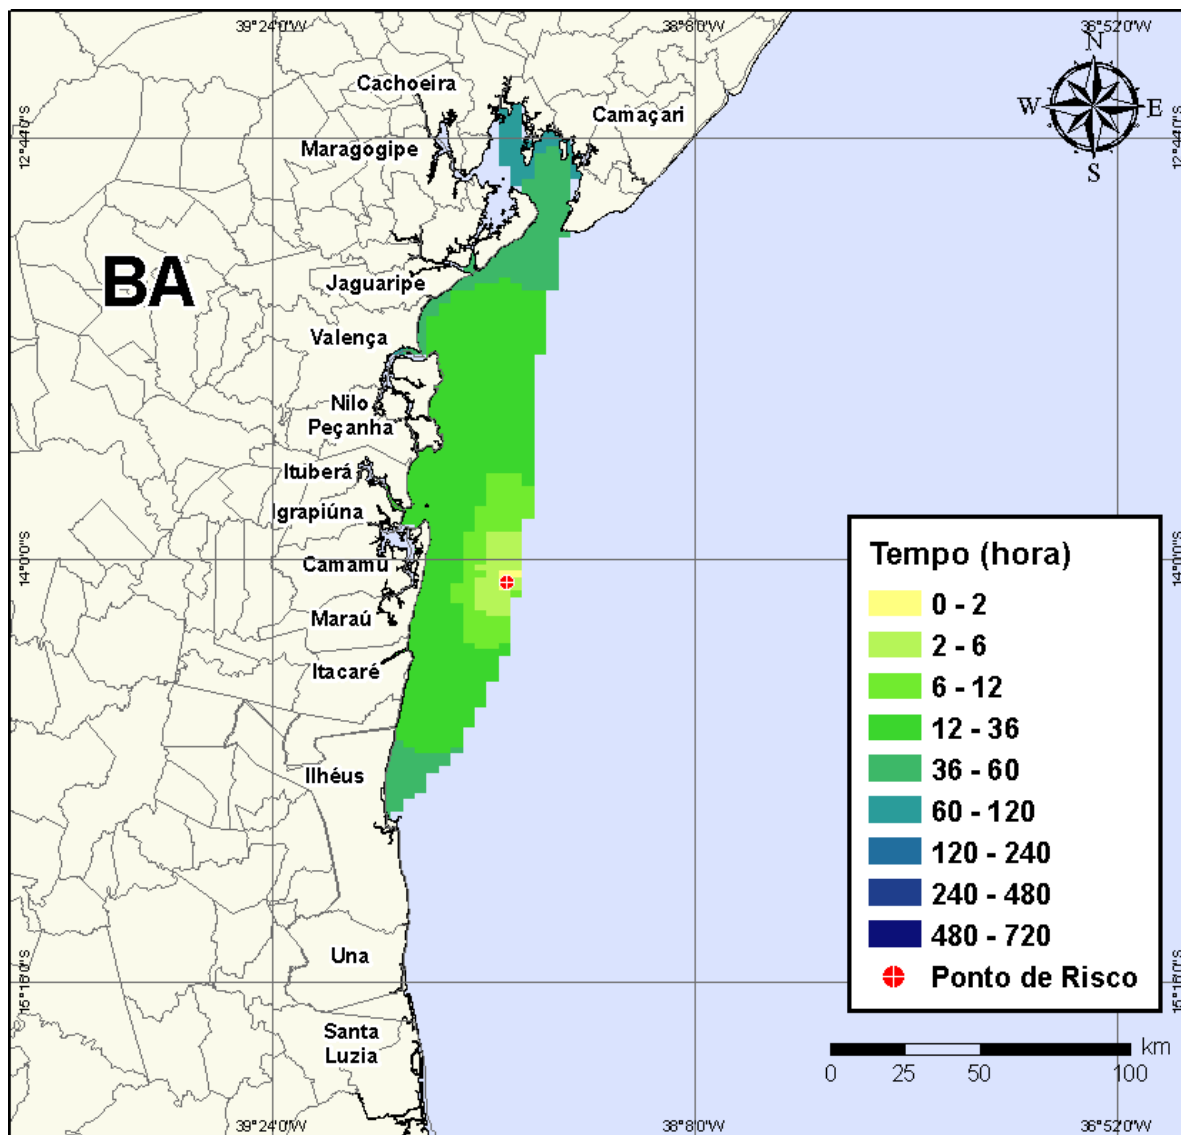 39°24'0"W
38°8'0"W
36°52'0"W
N
W
E
S
12°44'0"S
12°44'0"S
Cachoeira
Camaçari
Maragogipe
BA
Jaguaripe
Valença
Nilo
Peçanha
Ituberá
Igrapiúna
14°0'0"S
14°0'0"S
Camamu
Maraú
Itacaré
Ilhéus
Una
15°16'0"S
15°16'0"S
Santa
Luzia
Tempo (hora)
0 - 2
2 - 6
6 - 12
12 - 36
36 - 60
60 - 120
120 - 240
240 - 480
480 - 720
Ponto de Risco
km
0 25 50 100
39°24'0"W
38°8'0"W
36°52'0"W